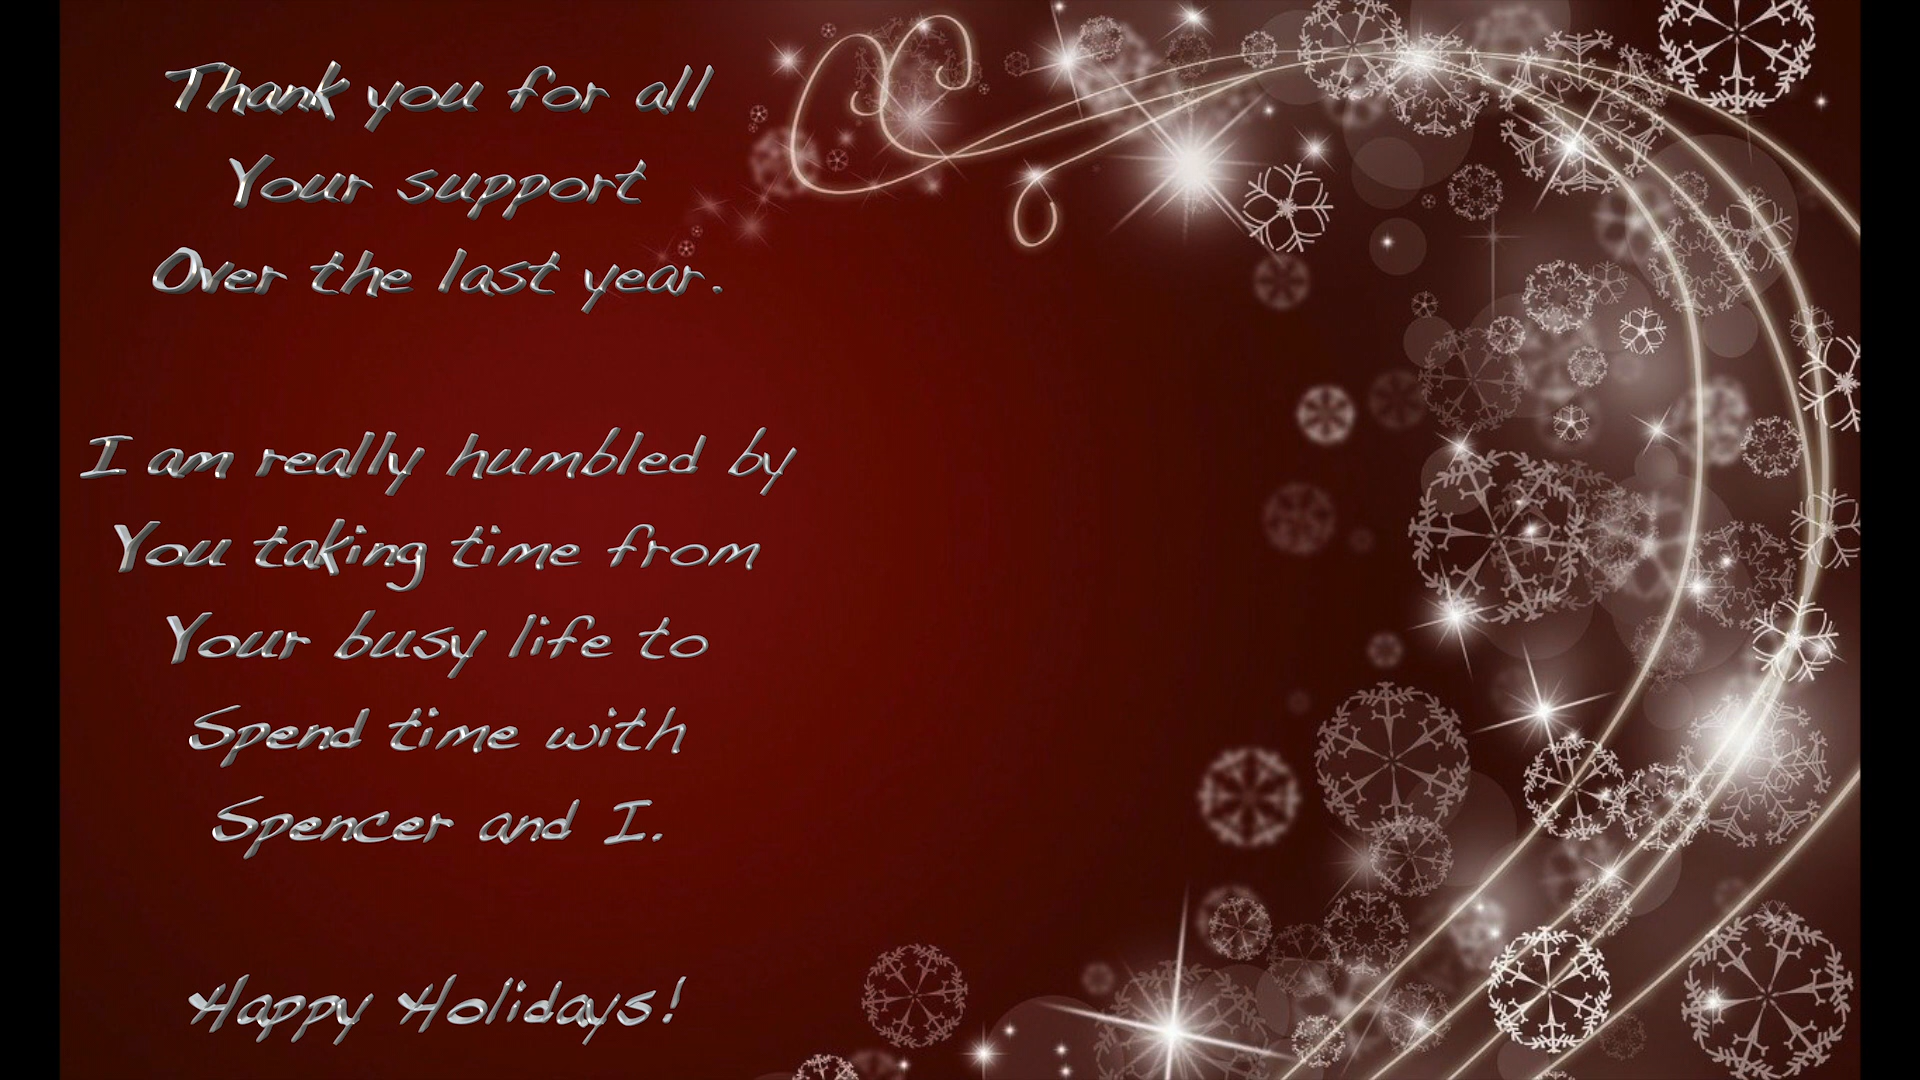 Thank you for all
Your support
Over the last year.
I am really humbled by
You taking time from
Your busy life to
Spend time with
Spencer and I.
Happy Holidays!